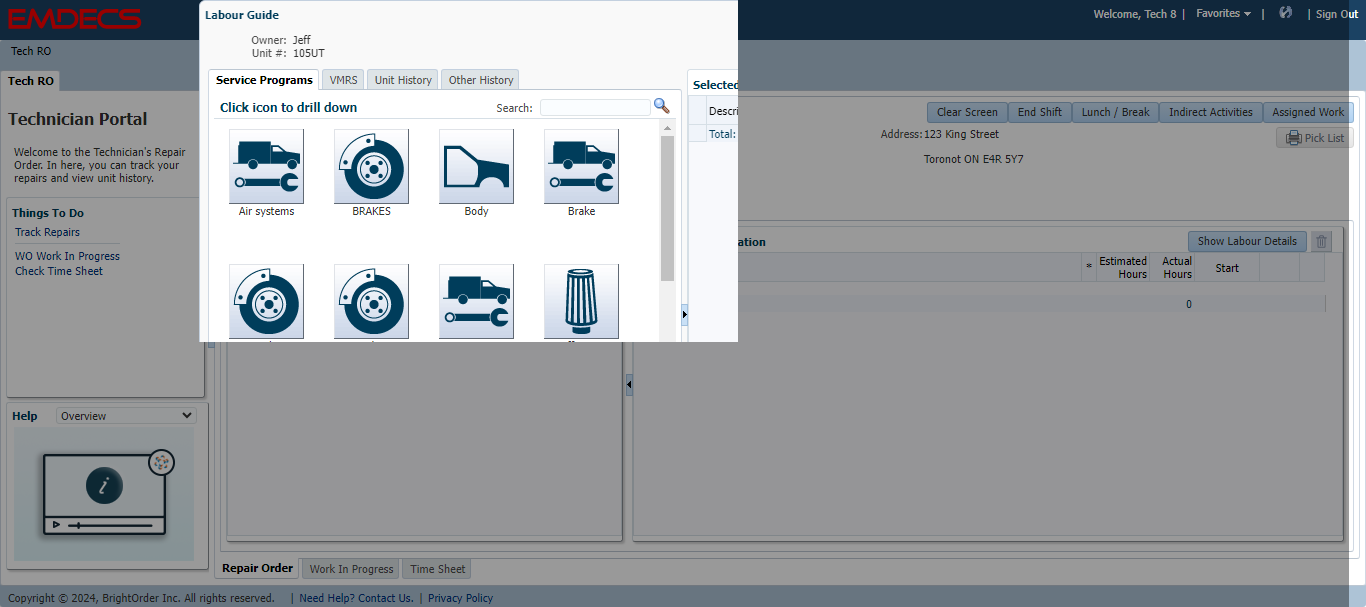 EMDECS
Welcome, Tech 8 | Favorites | | Sign Out
Tech RO
Tech RO
Technician Portal
Welcome to the Technician's Repair
Order. In here, you can track your
repairs and view unit history.
Things To Do
Track Repairs
WO Work In Progress
Check Time Sheet
Help
Overview
Labour Guide
Owner: Jeff
Unit #: 105UT
Service Programs VMRS Unit History Other History
Click icon to drill down Search:
Air systems BRAKES Body Brake
Selected
Descri
Total:
Clear Screen End Shift Lunch / Break Indirect Activities Assigned Work
Address: 123 King Street
Pick List
Toronot ON E4R 5Y7
ation
Show Labour Details
* Estimated Hours Actual Hours Start
0
Repair Order Work In Progress Time Sheet
Copyright © 2024, BrightOrder Inc. All rights reserved. | Need Help? Contact Us. | Privacy Policy